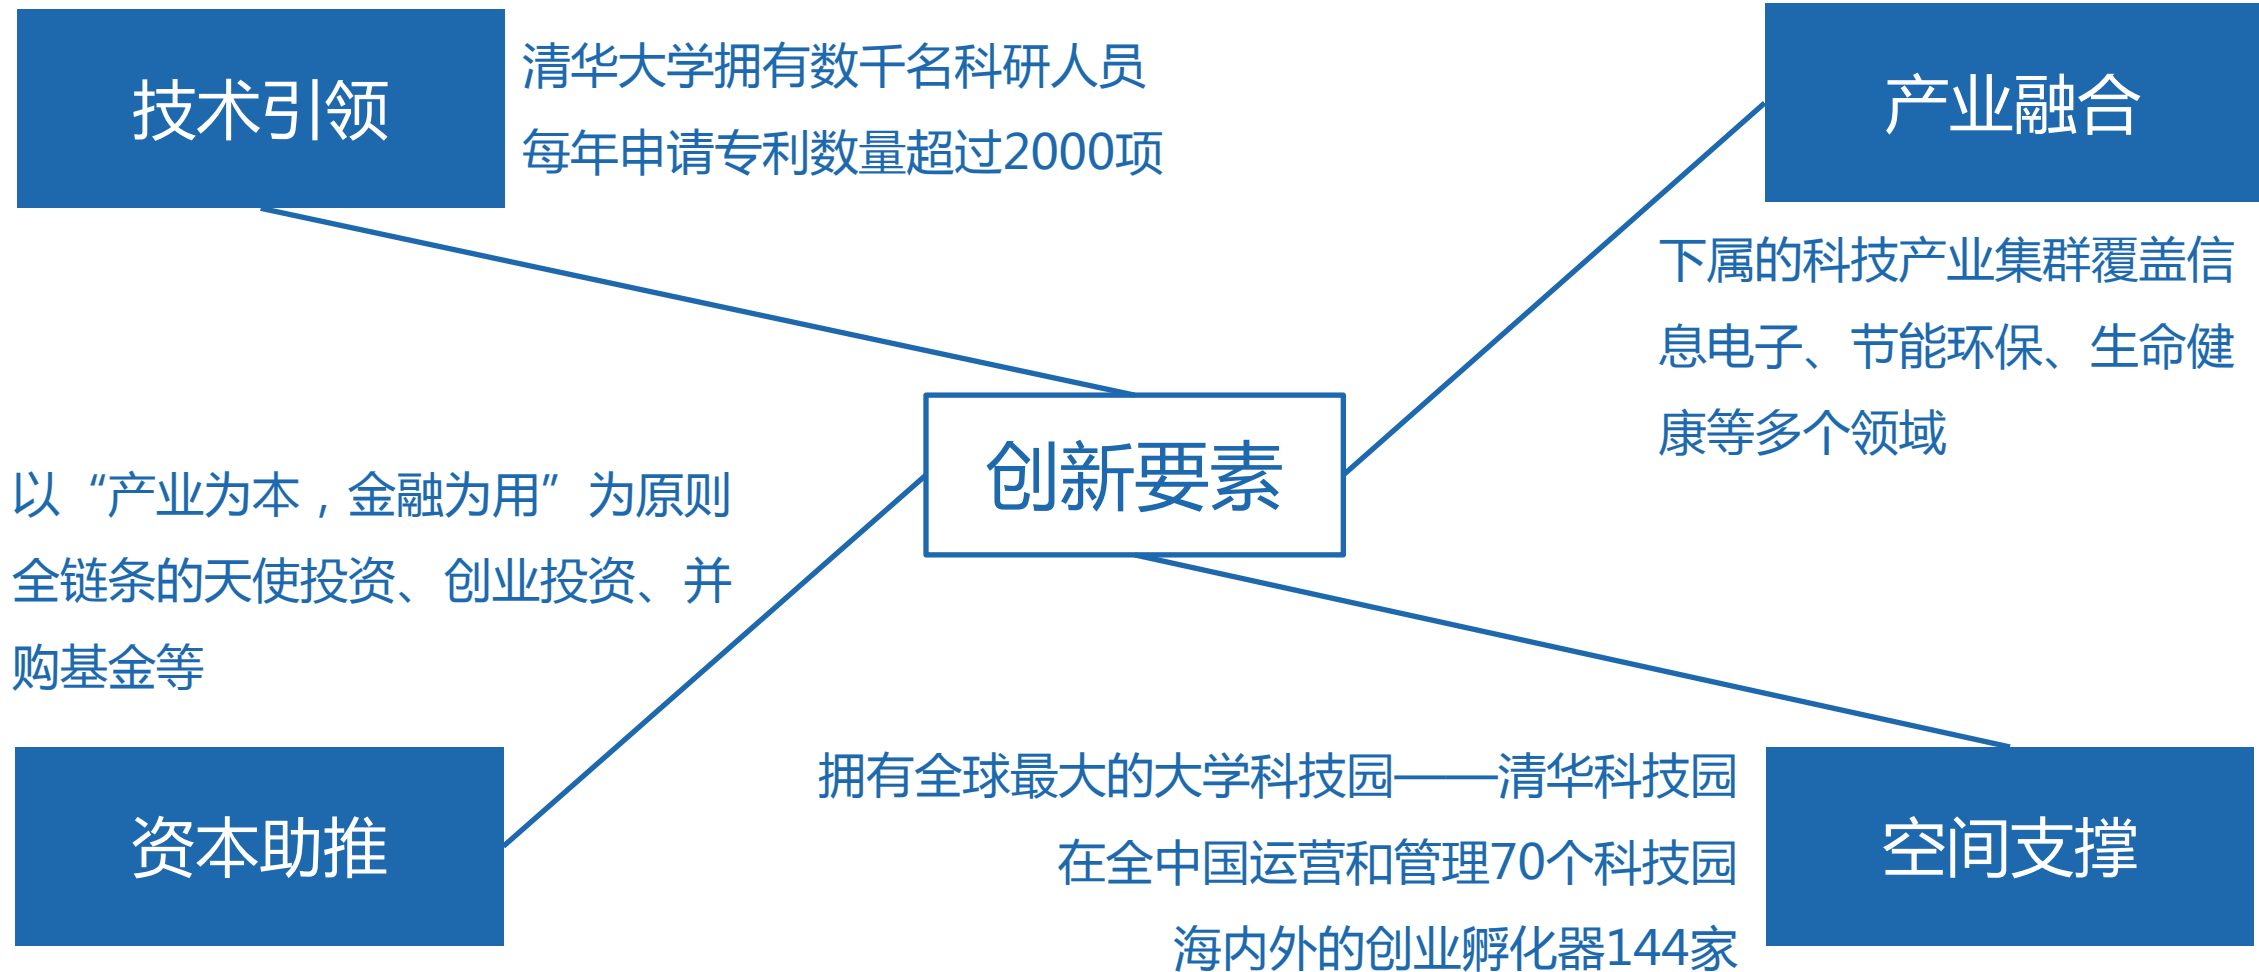 技术引领
清华大学拥有数千名科研人员
每年申请专利数量超过2000项
产业融合
下属的科技产业集群覆盖信
息电子、节能环保、生命健
康等多个领域
创新要素
以“产业为本，金融为用”为原则
全链条的天使投资、创业投资、并
购基金等
资本助推
拥有全球最大的大学科技园——清华科技园
在全中国运营和管理70个科技园
海内外的创业孵化器144家
空间支撑